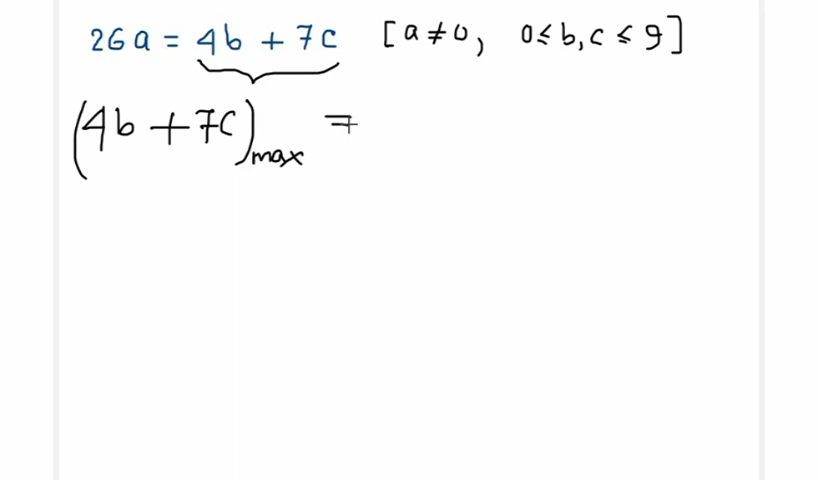 26a = 4b + 7c [a ≠ 0, 0 ≤ b, c ≤ 9]
(4b + 7c)max =